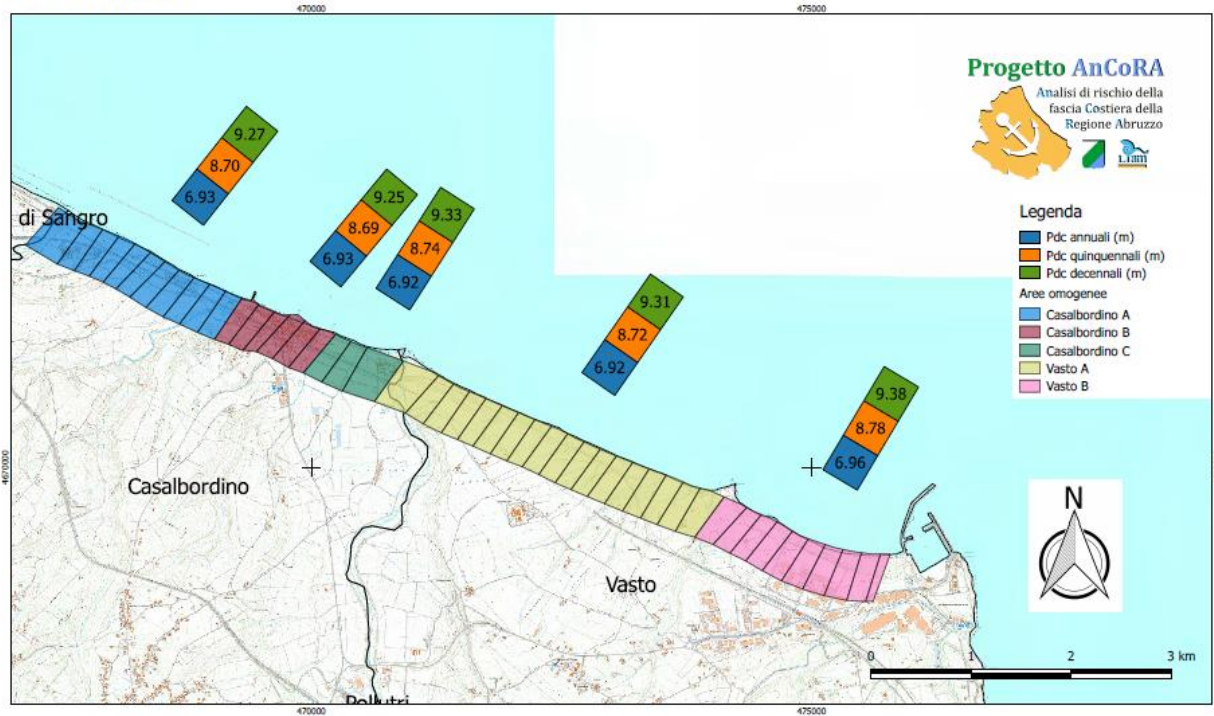 470000
475000
Progetto AnCoRA
Analisi di rischio della
fascia Costiera della
Regione Abruzzo
LIam
9.27
8.70
6.93
9.25
8.69
6.93
9.33
8.74
6.92
9.31
8.72
6.92
9.38
8.78
6.96
di Sangro
Legenda
Pdc annuali (m)
Pdc quinquennali (m)
Pdc decennali (m)
Aree omogenee
Casalbordino A
Casalbordino B
Casalbordino C
Vasto A
Vasto B
4670000
4670000
Casalbordino
Vasto
Pollutri
N
0 1 2 3 km
470000
475000